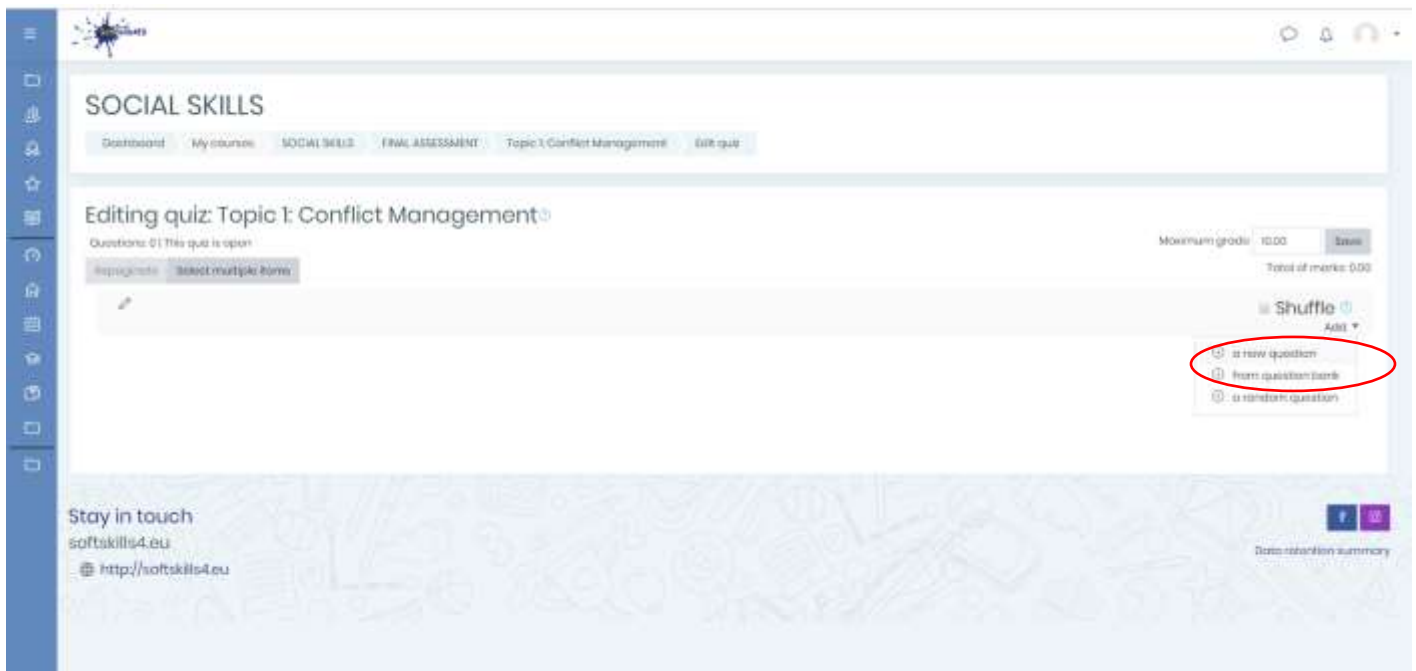 SOCIAL SKILLS
Dashboard My courses SOCIAL SKILLS FINAL ASSESSMENT Topic 1: Conflict Management Edit quiz
Editing quiz: Topic 1: Conflict Management
Questions: 0 | This quiz is open
Maximum grade 10.00 Save
Repaginate Select multiple items
Total of marks: 0.00
Shuffle
Add
a new question
from question bank
a random question
Stay in touch
softskills4.eu
Data retention summary
http://softskills4.eu